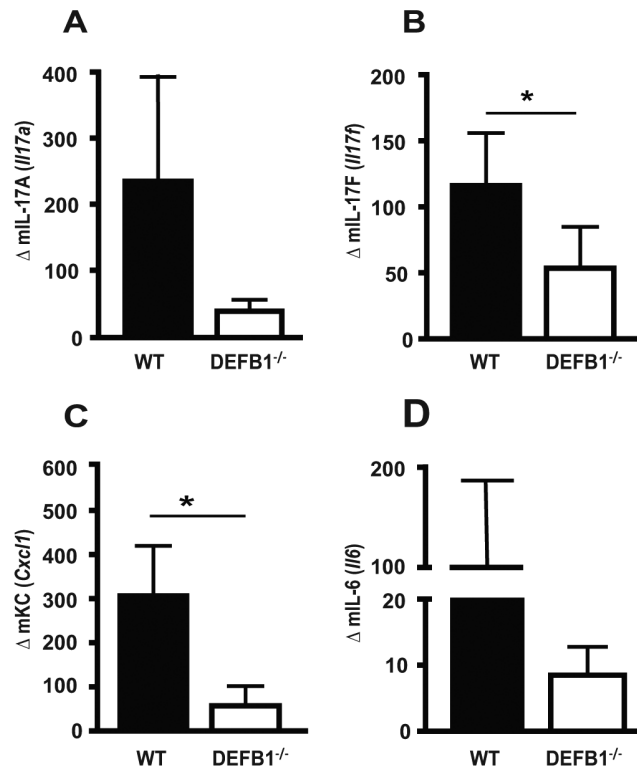 A
Δ mIL-17A (Il17a)
400
300
200
100
0
WT DEFB1-/-
B
Δ mIL-17F (Il17f)
200
*
150
100
50
0
WT DEFB1-/-
C
Δ mKC (Cxcl1)
600
500
*
400
300
200
100
0
WT DEFB1-/-
D
Δ mIL-6 (Il6)
200
100
20
10
0
WT DEFB1-/-